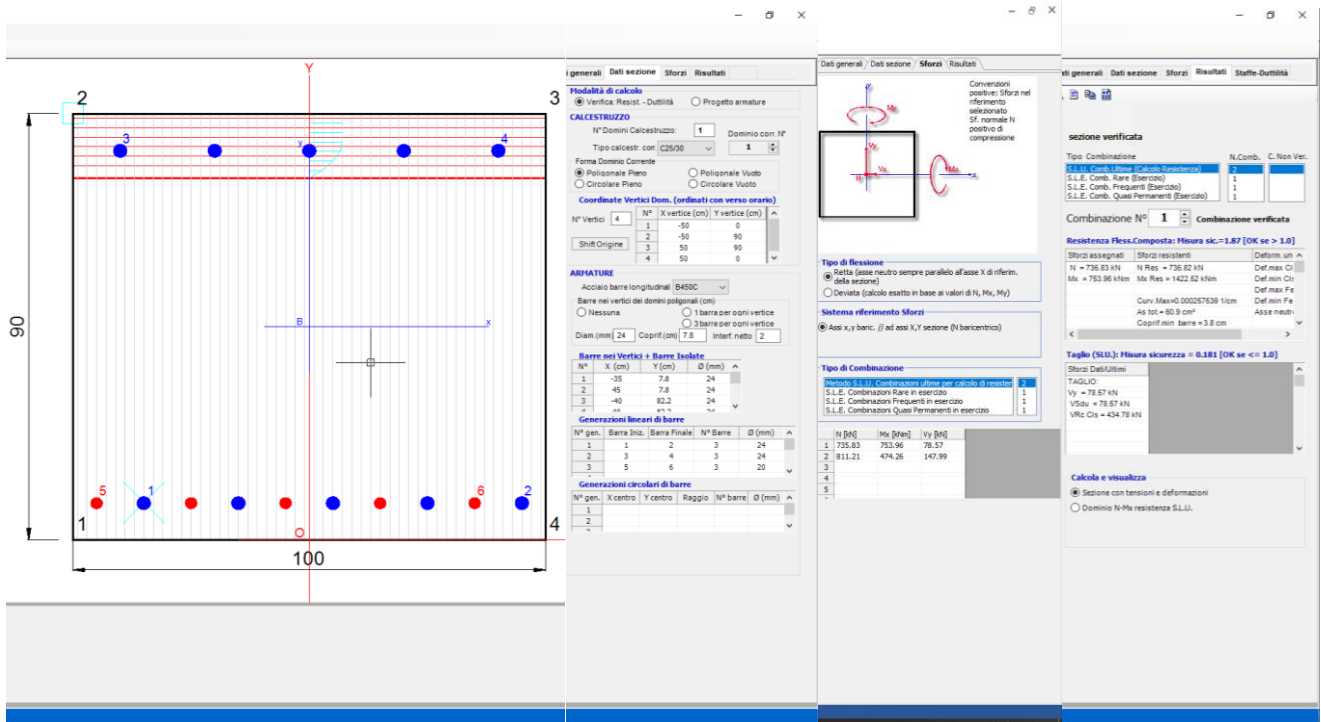 Y
2
3
3
4
y
90
B
x
5
1
6
2
1
O
4
100
i generali Dati sezione Sforzi Risultati
Modalità di calcolo
Verifica: Resist. - Duttilità
Progetto armature
CALCESTRUZZO
N° Domini Calcestruzzo: 1
Dominio corr. N°
Tipo calcestr. corr. C25/30
1
Forma Dominio Corrente
Poligonale Pieno
Poligonale Vuoto
Circolare Pieno
Circolare Vuoto
Coordinate Vertici Dom. (ordinati con verso orario)
N° Vertici 4
N° X vertice (cm) Y vertice (cm)
1 -50 0
2 -50 90
3 50 90
4 50 0
Shift Origine
ARMATURE
Acciaio barre longitudinali B450C
Barre nei vertici dei domini poligonali (cm)
Nessuna
1 barra per ogni vertice
3 barre per ogni vertice
Diam.(mm) 24 Coprif.(cm) 7.8 Interf. netto 2
Barre nei Vertici + Barre Isolate
N° X (cm) Y (cm) Ø (mm)
1 -35 7.8 24
2 45 7.8 24
3 -40 82.2 24
Generazioni lineari di barre
N° gen. Barra Iniz. Barra Finale N° Barre Ø (mm)
1 1 2 3 24
2 3 4 3 24
3 5 6 3 20
Generazioni circolari di barre
N° gen. X centro Y centro Raggio N° barre Ø (mm)
1
2
Dati generali Dati sezione Sforzi Risultati
Convenzioni
positive: Sforzi nel
riferimento
selezionato
Sf. normale N
positivo di
compressione
Tipo di flessione
Retta (asse neutro sempre parallelo all'asse X di riferim.
della sezione)
Deviata (calcolo esatto in base ai valori di N, Mx, My)
Sistema riferimento Sforzi
Assi x,y baric. // ad assi X,Y sezione (N baricentrico)
Tipo di Combinazione
Metodo S.L.U. Combinazioni ultime per calcolo di resister 2
S.L.E. Combinazioni Rare in esercizio 1
S.L.E. Combinazioni Frequenti in esercizio 1
S.L.E. Combinazioni Quasi Permanenti in esercizio 1
N [kN] Mx [kNm] Vy [kN]
1 735.83 753.96 78.57
2 811.21 474.26 147.99
3
4
5
ati generali Dati sezione Sforzi Risultati Staffe-Duttilità
sezione verificata
Tipo Combinazione N.Comb. C. Non Ver.
S.L.U. Comb.Ultime (Calcolo Resistenza) 2
S.L.E. Comb. Rare (Esercizio) 1
S.L.E. Comb. Frequenti (Esercizio) 1
S.L.E. Comb. Quasi Permanenti (Esercizio) 1
Combinazione N° 1 Combinazione verificata
Resistenza Fless.Composta: Misura sic.=1.87 [OK se > 1.0]
Sforzi assegnati Sforzi resistenti Deform. un
N = 735.83 kN N Res = 735.82 kN Def.max Cl
Mx = 753.96 kNm Mx Res = 1422.52 kNm Def.min Cls
Def.max Fe
Curv.Max=0.000257539 1/cm Def.min Fe
As tot = 60.9 cm² Asse neutr
Coprif.min barre = 3.8 cm
Taglio (SLU.): Misura sicurezza = 0.181 [OK se <= 1.0]
Sforzi Dati/Ultimi
TAGLIO:
Vy = 78.57 kN
VSdu = 78.57 kN
VRc Cls = 434.78 kN
Calcola e visualizza
Sezione con tensioni e deformazioni
Dominio N-Mx resistenza S.L.U.